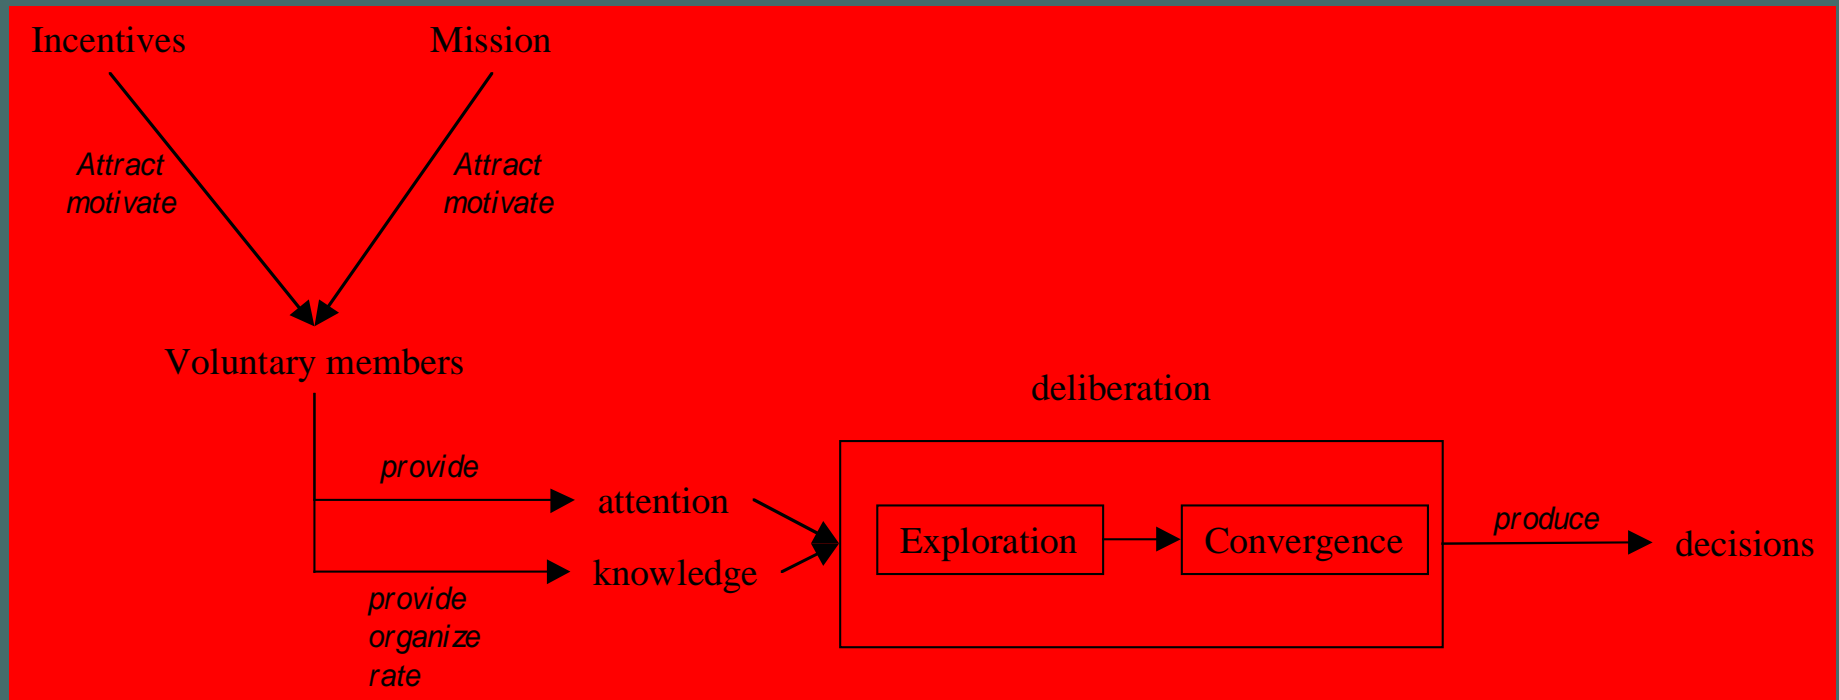 Incentives
Mission
Attract
motivate
Attract
motivate
Voluntary members
deliberation
provide
attention
knowledge
Exploration
Convergence
produce
decisions
provide
organize
rate